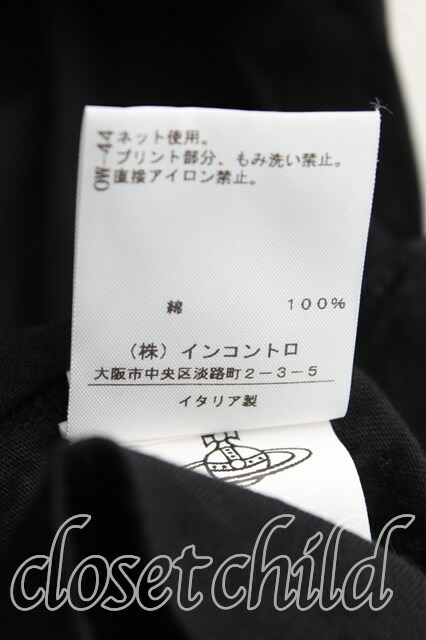 OW-44
ネット使用。
プリント部分、もみ洗い禁止。
直接アイロン禁止。
綿 100%
(株)インコントロ
大阪市中央区淡路町2-3-5
イタリア製
closetchild